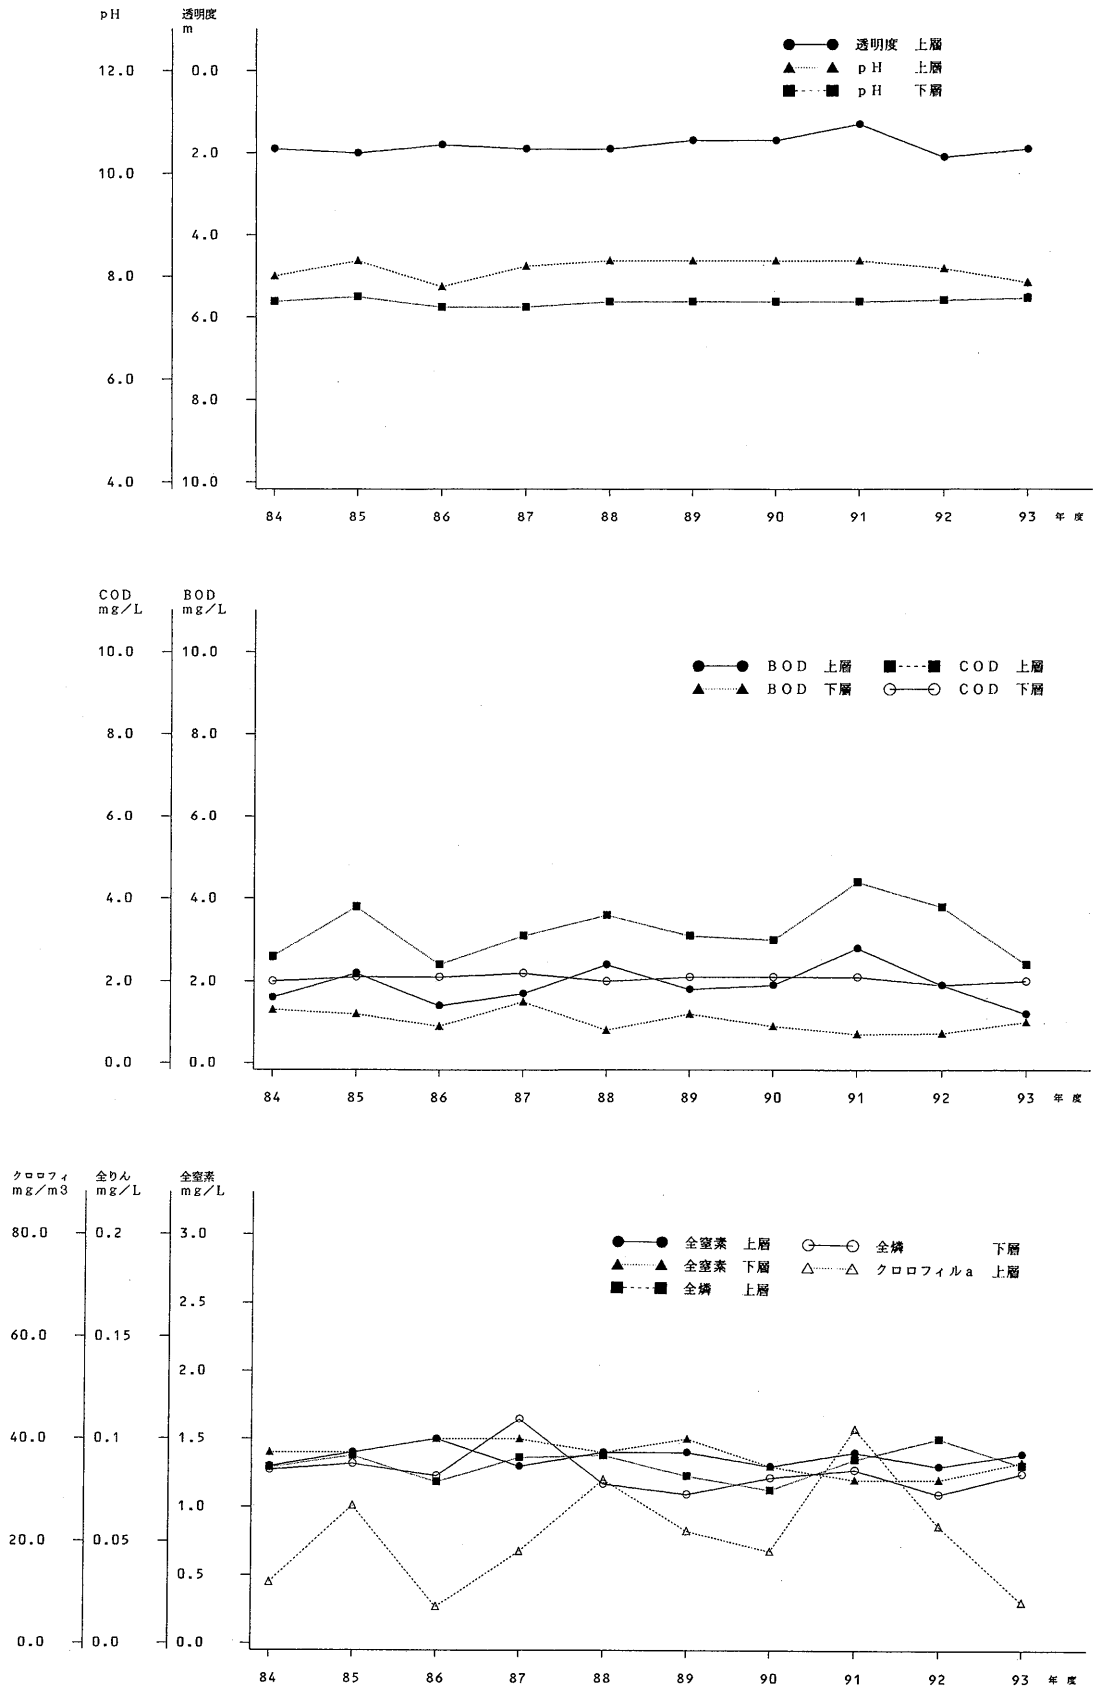 pH 透明度
m
透明度 上層
12.0 0.0
pH 上層
pH 下層
2.0
10.0
4.0
8.0
6.0
6.0
8.0
4.0 10.0
84 85 86 87 88 89 90 91 92 93 年度
COD BOD
mg/L mg/L
10.0 10.0
BOD 上層 COD 上層
BOD 下層 COD 下層
8.0 8.0
6.0 6.0
4.0 4.0
2.0 2.0
0.0 0.0
84 85 86 87 88 89 90 91 92 93 年度
クロロフィ 全りん 全窒素
mg/m3 mg/L mg/L
80.0 0.2 3.0
全窒素 上層 全燐 下層
全窒素 下層 クロロフィルa 上層
全燐 上層
2.5
60.0 0.15
2.0
40.0 0.1 1.5
1.0
20.0 0.05
0.5
0.0 0.0 0.0
84 85 86 87 88 89 90 91 92 93 年度